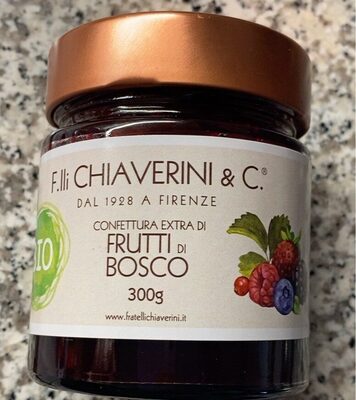 F.lli CHIAVERINI & C.®
DAL 1928 A FIRENZE
CONFETTURA EXTRA DI
FRUTTI DI
BOSCO
300g
www.fratellichiaverini.it